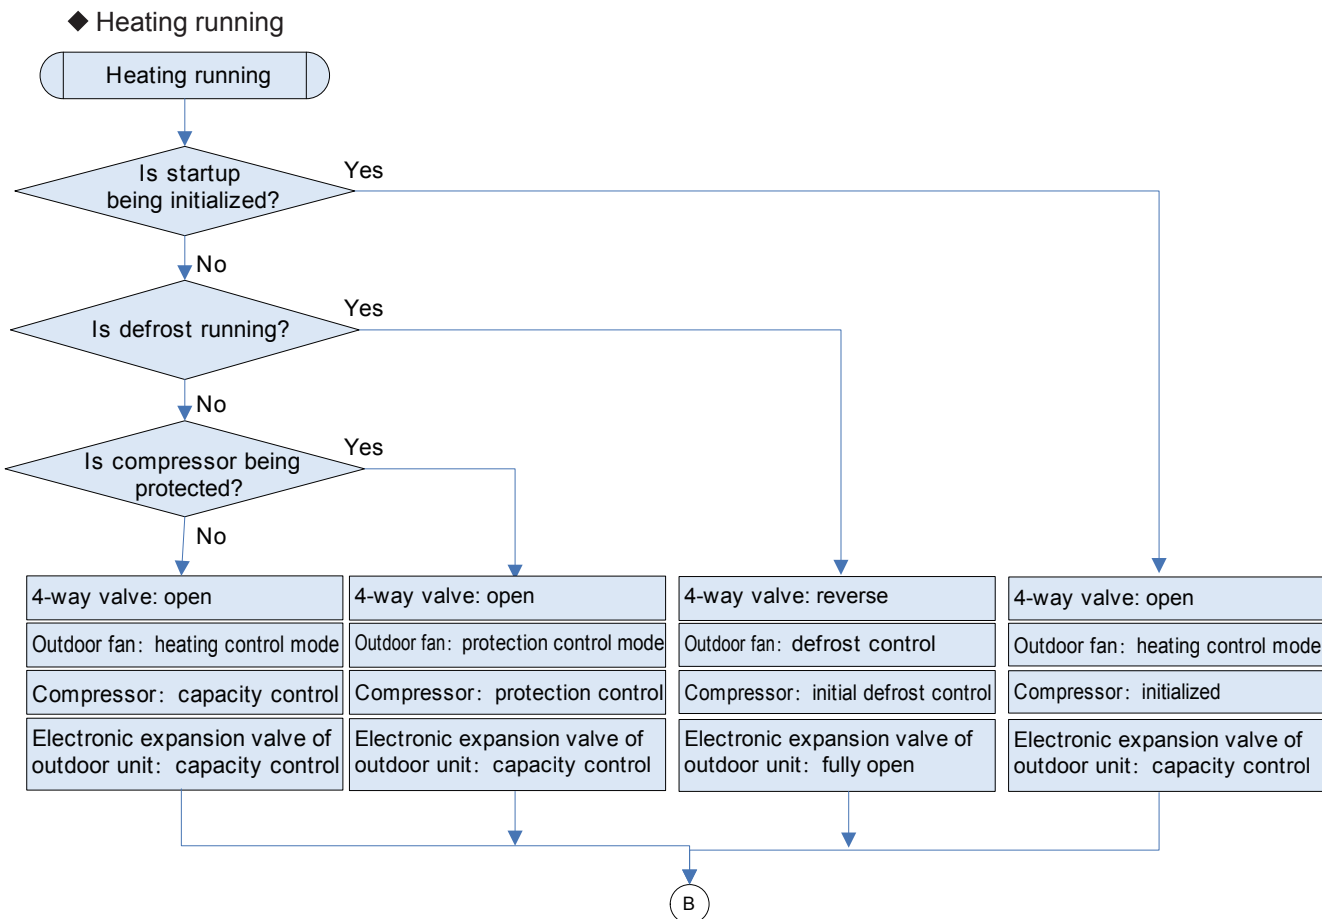 ◆ Heating running
Heating running
Is startup
being initialized?
Yes
No
Is defrost running?
Yes
No
Is compressor being
protected?
Yes
No
4-way valve: open
Outdoor fan: heating control mode
Compressor: capacity control
Electronic expansion valve of
outdoor unit: capacity control
4-way valve: open
Outdoor fan: protection control mode
Compressor: protection control
Electronic expansion valve of
outdoor unit: capacity control
4-way valve: reverse
Outdoor fan: defrost control
Compressor: initial defrost control
Electronic expansion valve of
outdoor unit: fully open
4-way valve: open
Outdoor fan: heating control mode
Compressor: initialized
Electronic expansion valve of
outdoor unit: capacity control
B